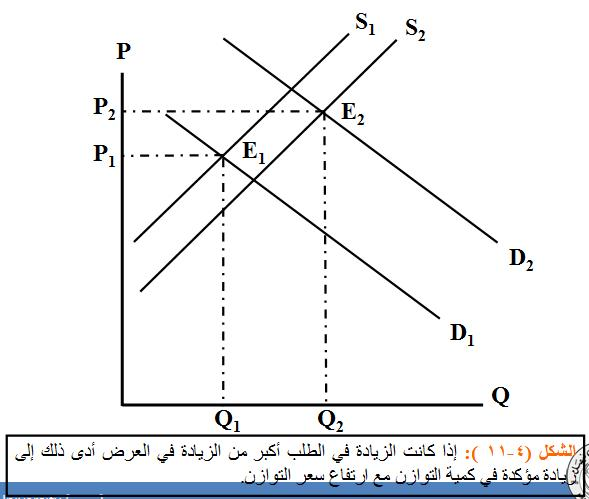 S1
S2
P
P2
E2
P1
E1
D2
D1
Q
Q1
Q2
الشكل (٤-١١ ): إذا كانت الزيادة في الطلب أكبر من الزيادة في العرض أدى ذلك إلى
زيادة مؤكدة في كمية التوازن مع ارتفاع سعر التوازن.